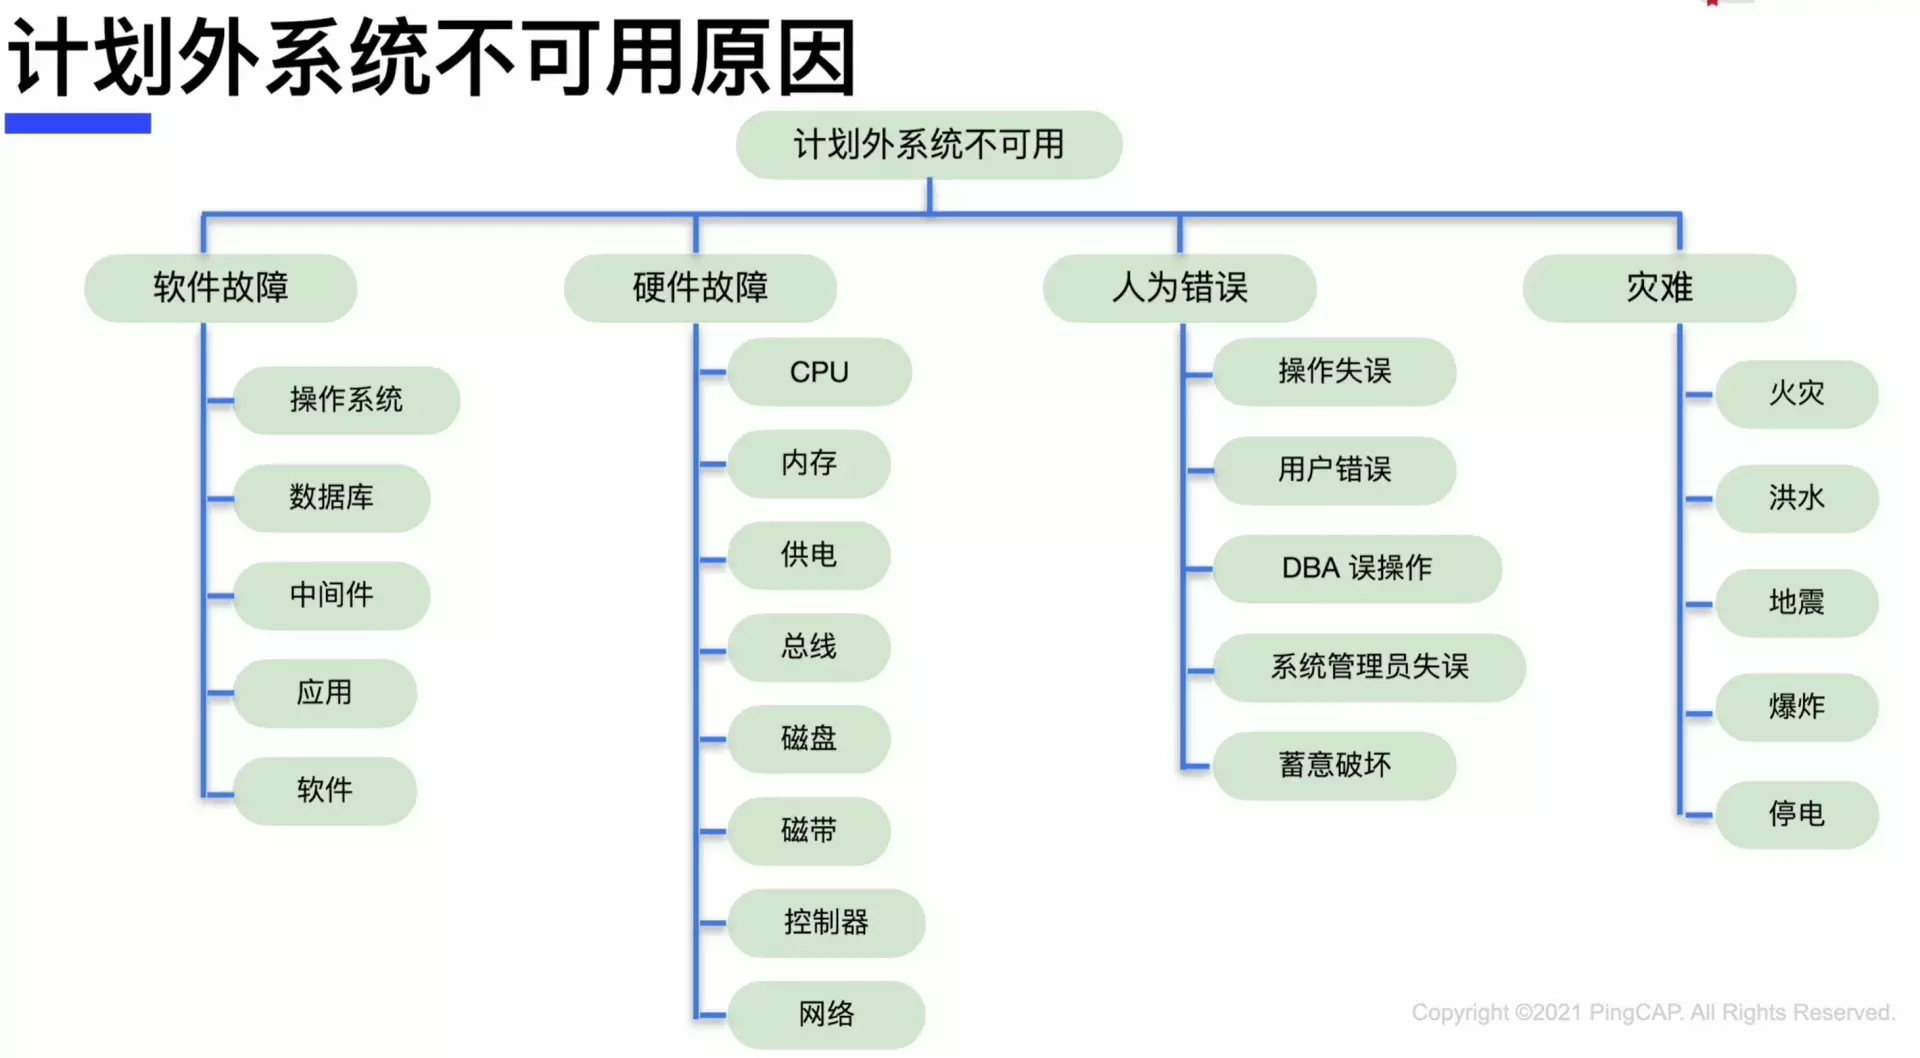 计划外系统不可用原因
计划外系统不可用
软件故障
操作系统
数据库
中间件
应用
软件
硬件故障
CPU
内存
供电
总线
磁盘
磁带
控制器
网络
人为错误
操作失误
用户错误
DBA 误操作
系统管理员失误
蓄意破坏
灾难
火灾
洪水
地震
爆炸
停电
Copyright ©2021 PingCAP. All Rights Reserved.